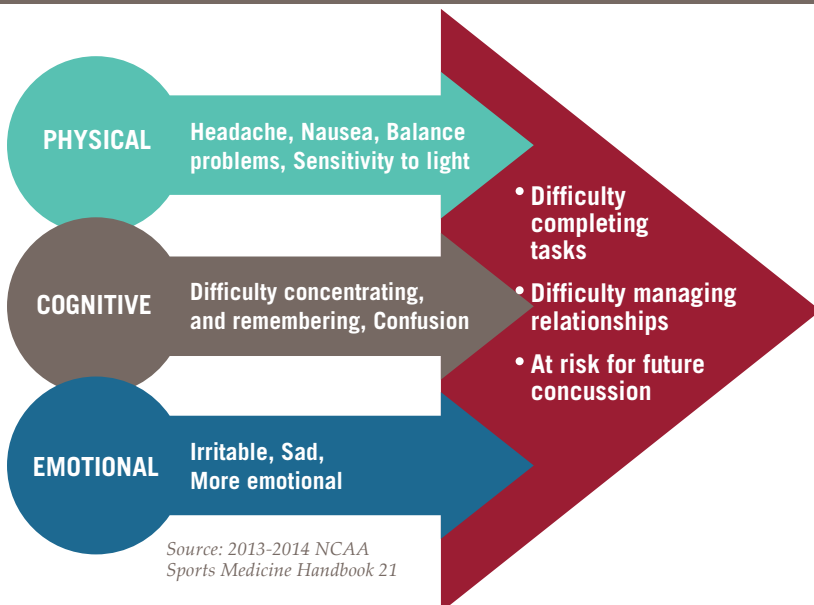 PHYSICAL
Headache, Nausea, Balance
problems, Sensitivity to light
COGNITIVE
Difficulty concentrating,
and remembering, Confusion
EMOTIONAL
Irritable, Sad,
More emotional
• Difficulty
completing
tasks
• Difficulty managing
relationships
• At risk for future
concussion
Source: 2013-2014 NCAA
Sports Medicine Handbook 21